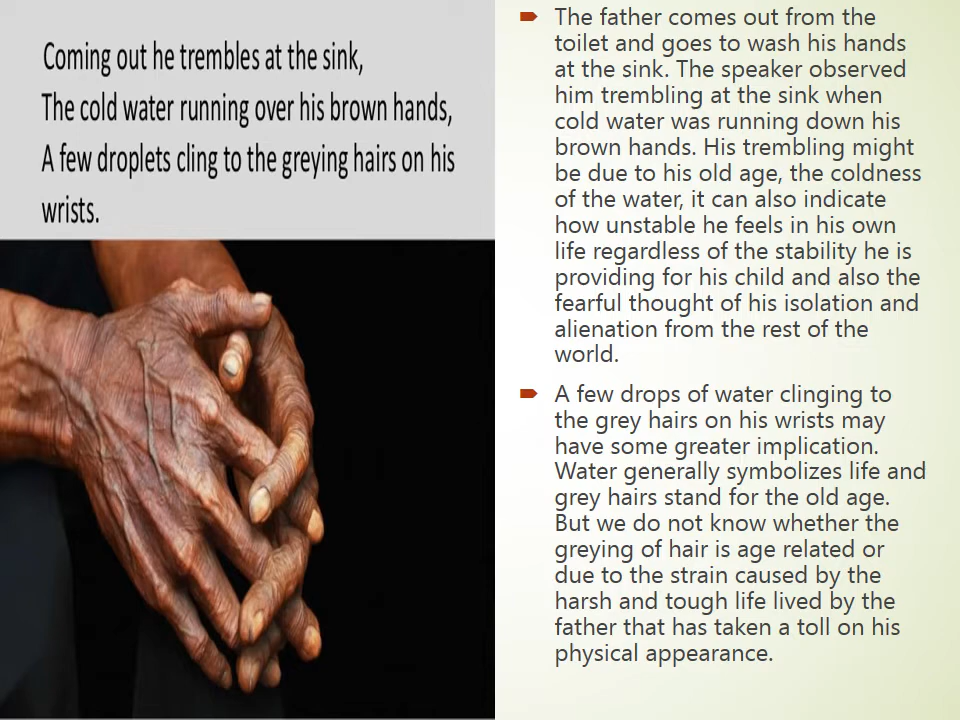 Coming out he trembles at the sink,
The cold water running over his brown hands,
A few droplets cling to the greying hairs on his
wrists.
The father comes out from the
toilet and goes to wash his hands
at the sink. The speaker observed
him trembling at the sink when
cold water was running down his
brown hands. His trembling might
be due to his old age, the coldness
of the water, it can also indicate
how unstable he feels in his own
life regardless of the stability he is
providing for his child and also the
fearful thought of his isolation and
alienation from the rest of the
world.
A few drops of water clinging to
the grey hairs on his wrists may
have some greater implication.
Water generally symbolizes life and
grey hairs stand for the old age.
But we do not know whether the
greying of hair is age related or
due to the strain caused by the
harsh and tough life lived by the
father that has taken a toll on his
physical appearance.